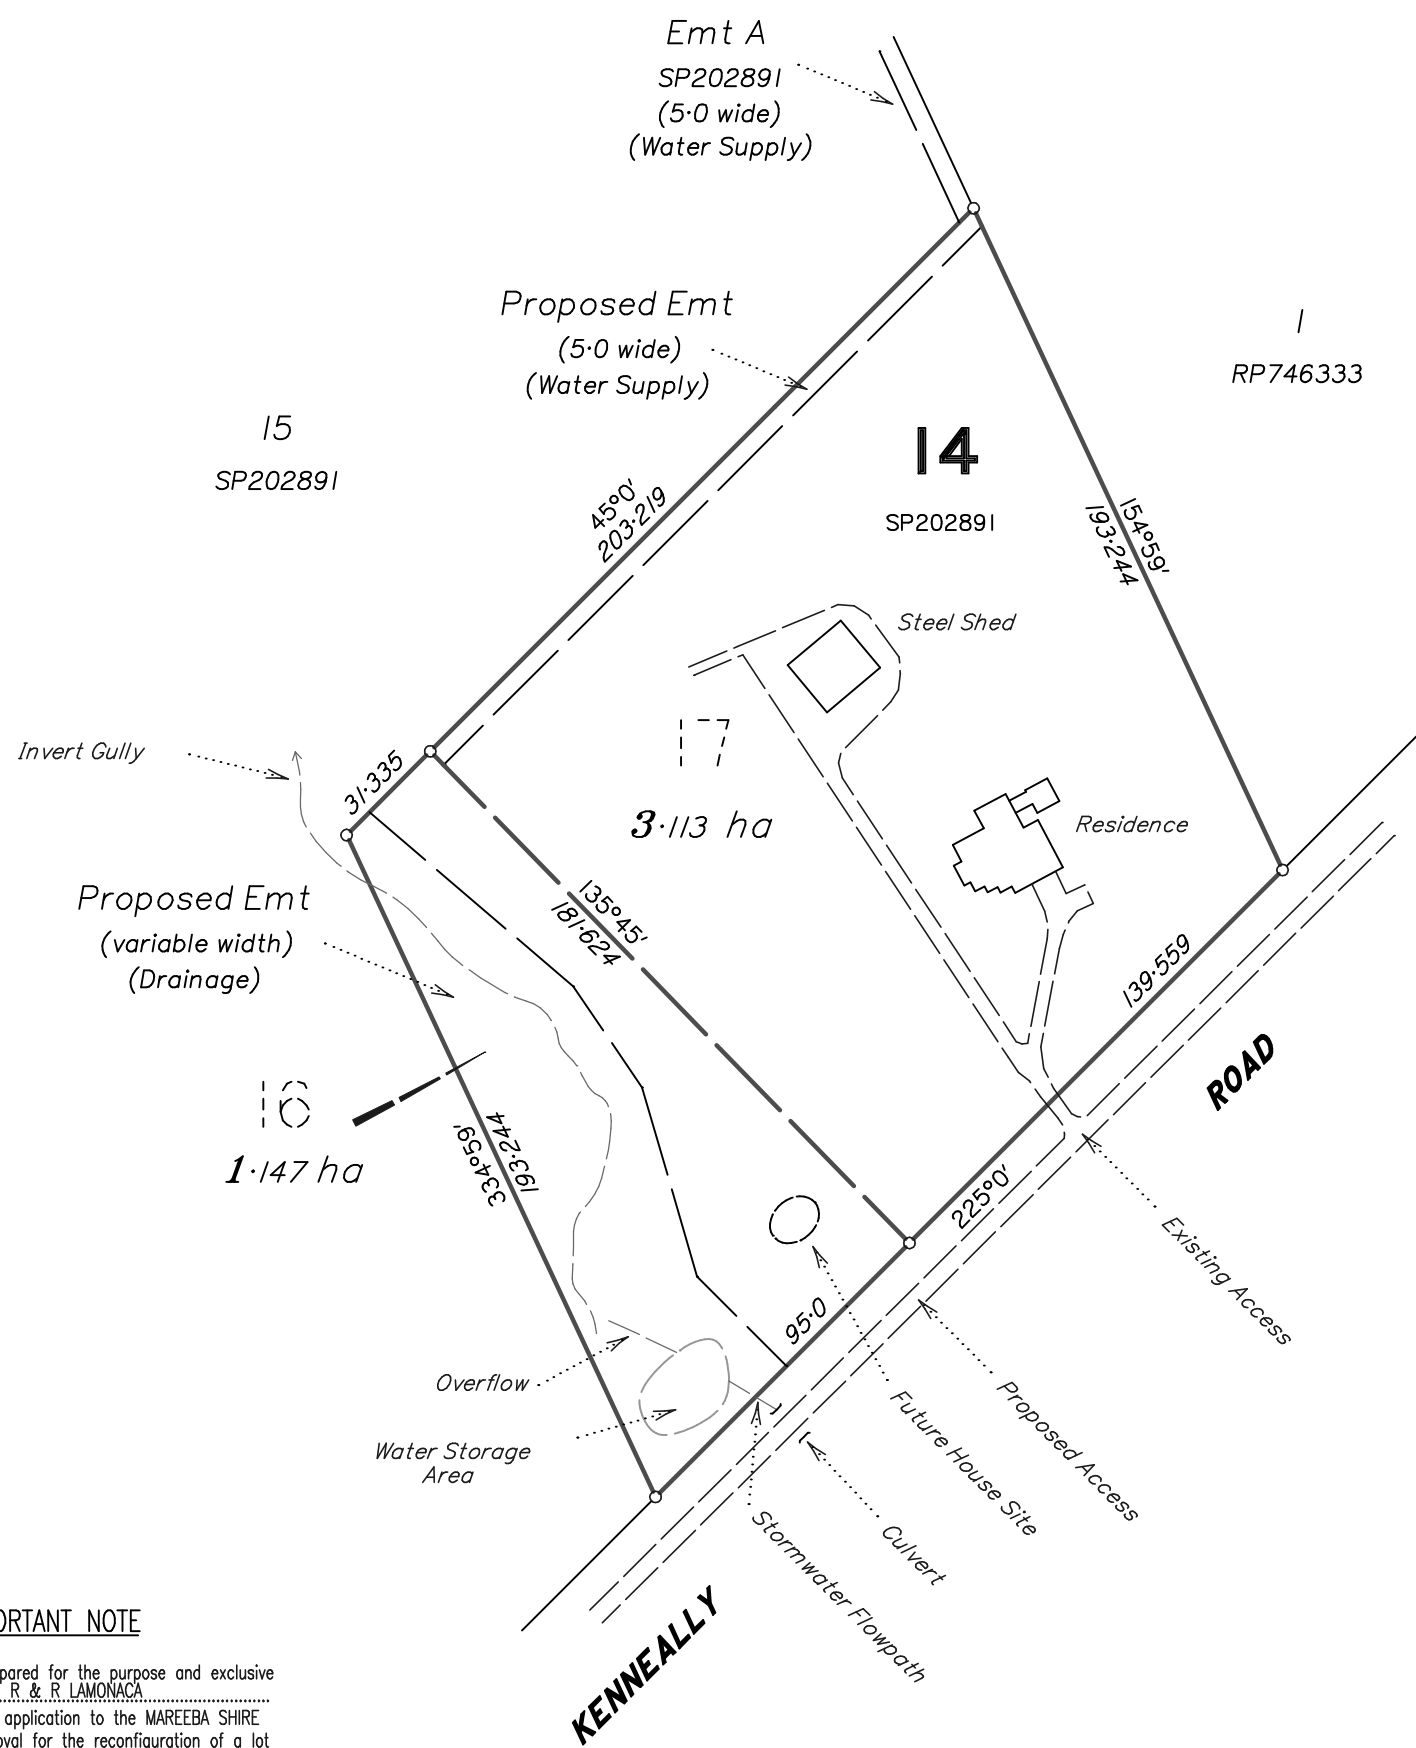 Emt A
SP202891
(5·0 wide)
(Water Supply)
Proposed Emt
(5·0 wide)
(Water Supply)
1
RP746333
15
SP202891
14
SP202891
45°0'
203·219
154°59'
193·244
Steel Shed
Invert Gully
31·335
17
3·113 ha
Residence
Proposed Emt
(variable width)
(Drainage)
135°45'
181·624
139·559
ROAD
16
1·147 ha
334°59'
193·244
225°0'
Existing Access
95·0
Overflow
Water Storage
Area
Proposed Access
Future House Site
Culvert
Stormwater Flowpath
KENNEALLY
ORTANT NOTE
pared for the purpose and exclusive
R & R LAMONACA
application to the MAREEBA SHIRE
oval for the reconfiguration of a lot